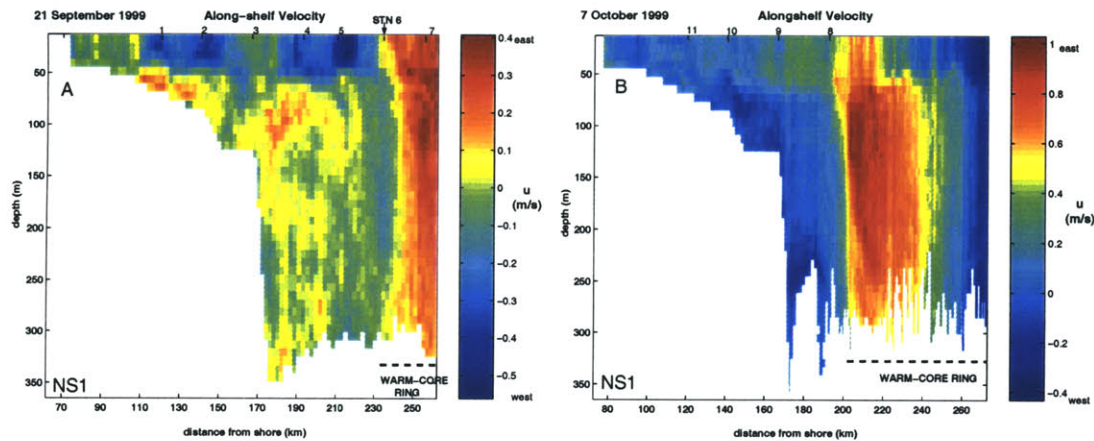 21 September 1999 Along-shelf Velocity STN 6
1 2 3 4 5 7
A
50
100
150
200
250
300
350
depth (m)
NS1
WARM-CORE
RING
70 90 110 130 150 170 190 210 230 250
distance from shore (km)
0.4 east
0.3
0.2
0.1
0
−0.1
−0.2
−0.3
−0.4
−0.5 west
u
(m/s)
7 October 1999 Alongshelf Velocity
11 10 9 8
B
50
100
150
200
250
300
350
depth (m)
NS1
WARM-CORE RING
80 100 120 140 160 180 200 220 240 260
distance from shore (km)
1 east
0.8
0.6
0.4
0.2
0
−0.2
−0.4 west
u
(m/s)